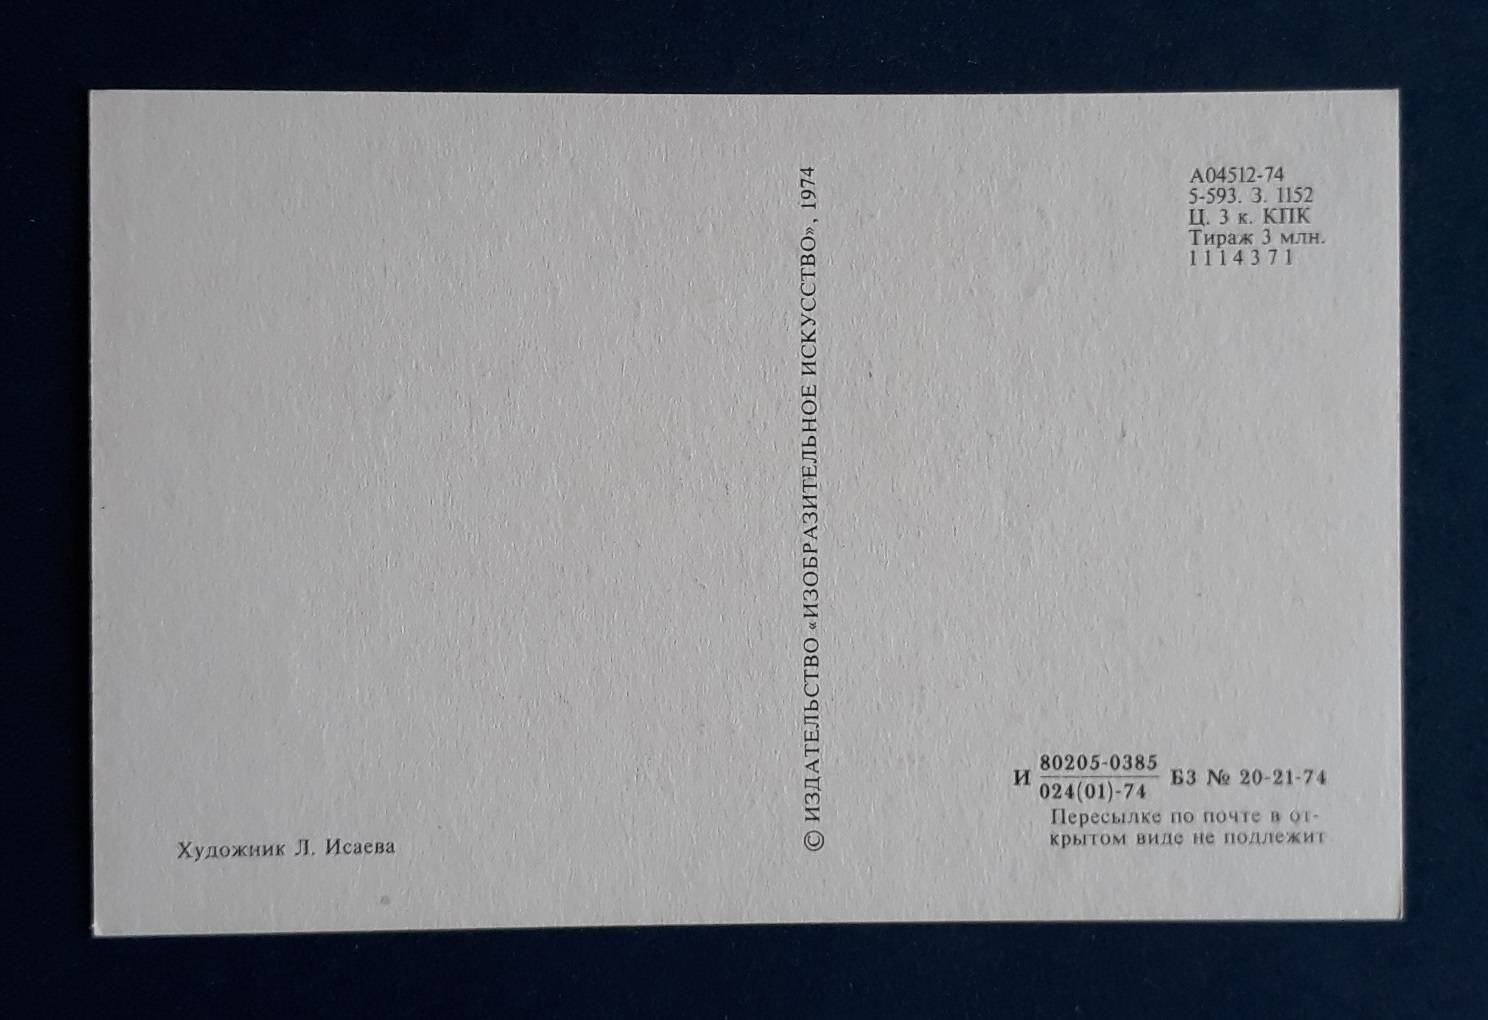 Художник Л. Исаева
© ИЗДАТЕЛЬСТВО «ИЗОБРАЗИТЕЛЬНОЕ ИСКУССТВО», 1974
А04512-74
5-593. З. 1152
Ц. 3 к. КПК
Тираж 3 млн.
1114371
И 80205-0385 БЗ № 20-21-74
024(01)-74
Пересылке по почте в от-
крытом виде не подлежит